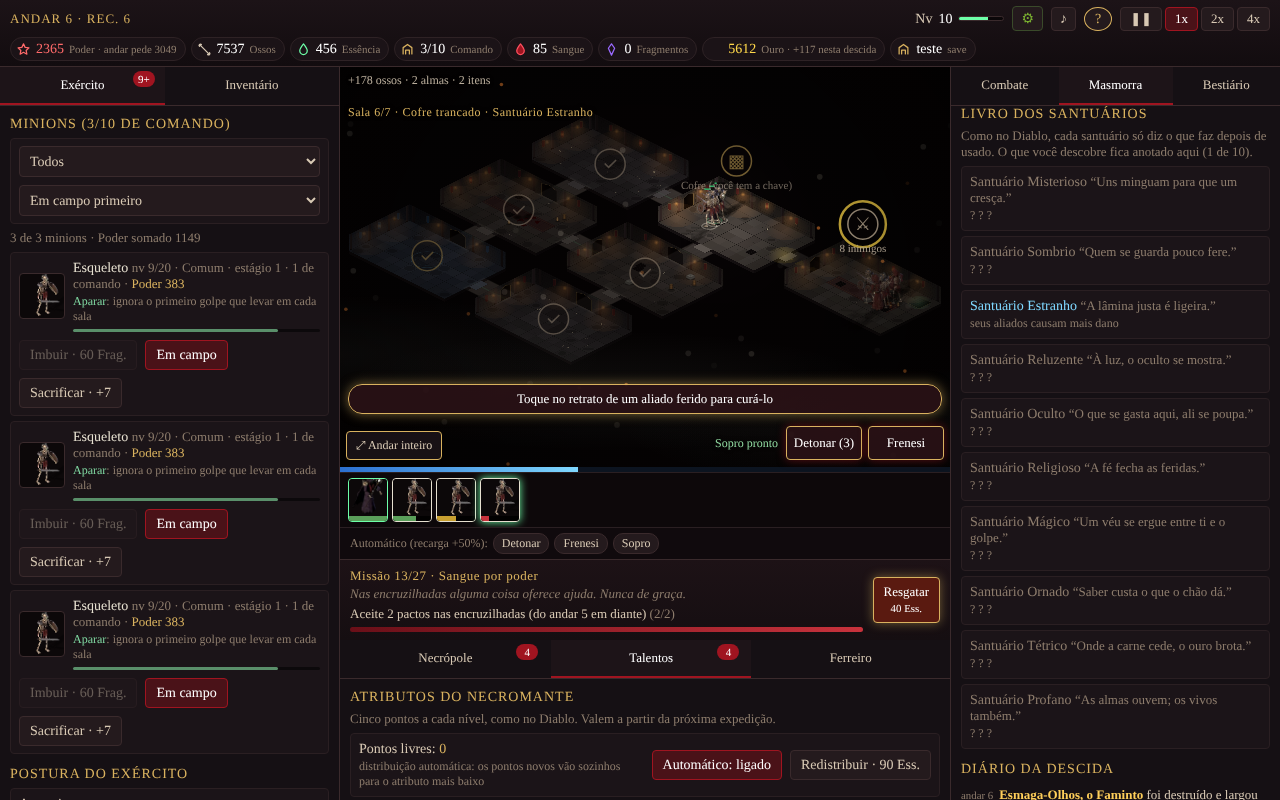 ANDAR 6 · REC. 6
Nv 10
?
❚❚
1x
2x
4x
2365 Poder · andar pede 3049
7537 Ossos
456 Essência
3/10 Comando
85 Sangue
0 Fragmentos
5612 Ouro · +117 nesta descida
teste save
Exército
9+
Inventário
MINIONS (3/10 DE COMANDO)
Todos
Em campo primeiro
3 de 3 minions · Poder somado 1149
Esqueleto nv 9/20 · Comum · estágio 1 · 1 de
comando · Poder 383
Aparar: ignora o primeiro golpe que levar em cada
sala
Imbuir · 60 Frag.
Em campo
Sacrificar · +7
Esqueleto nv 9/20 · Comum · estágio 1 · 1 de
comando · Poder 383
Aparar: ignora o primeiro golpe que levar em cada
sala
Imbuir · 60 Frag.
Em campo
Sacrificar · +7
Esqueleto nv 9/20 · Comum · estágio 1 · 1 de
comando · Poder 383
Aparar: ignora o primeiro golpe que levar em cada
sala
Imbuir · 60 Frag.
Em campo
Sacrificar · +7
POSTURA DO EXÉRCITO
+178 ossos · 2 almas · 2 itens
Sala 6/7 · Cofre trancado · Santuário Estranho
Cofre (você tem a chave)
8 inimigos
Toque no retrato de um aliado ferido para curá-lo
Andar inteiro
Sopro pronto
Detonar (3)
Frenesi
Automático (recarga +50%):
Detonar
Frenesi
Sopro
Missão 13/27 · Sangue por poder
Nas encruzilhadas alguma coisa oferece ajuda. Nunca de graça.
Aceite 2 pactos nas encruzilhadas (do andar 5 em diante) (2/2)
Resgatar
40 Ess.
Necrópole
4
Talentos
4
Ferreiro
ATRIBUTOS DO NECROMANTE
Cinco pontos a cada nível, como no Diablo. Valem a partir da próxima expedição.
Pontos livres: 0
distribuição automática: os pontos novos vão sozinhos
para o atributo mais baixo
Automático: ligado
Redistribuir · 90 Ess.
Combate
Masmorra
Bestiário
LIVRO DOS SANTUÁRIOS
Como no Diablo, cada santuário só diz o que faz depois de
usado. O que você descobre fica anotado aqui (1 de 10).
Santuário Misterioso “Uns minguam para que um
cresça.”
? ? ?
Santuário Sombrio “Quem se guarda pouco fere.”
? ? ?
Santuário Estranho “A lâmina justa é ligeira.”
seus aliados causam mais dano
Santuário Reluzente “À luz, o oculto se mostra.”
? ? ?
Santuário Oculto “O que se gasta aqui, ali se poupa.”
? ? ?
Santuário Religioso “A fé fecha as feridas.”
? ? ?
Santuário Mágico “Um véu se ergue entre ti e o
golpe.”
? ? ?
Santuário Ornado “Saber custa o que o chão dá.”
? ? ?
Santuário Tétrico “Onde a carne cede, o ouro brota.”
? ? ?
Santuário Profano “As almas ouvem; os vivos
também.”
? ? ?
DIÁRIO DA DESCIDA
andar 6 Esmaga-Olhos, o Faminto foi destruído e largou